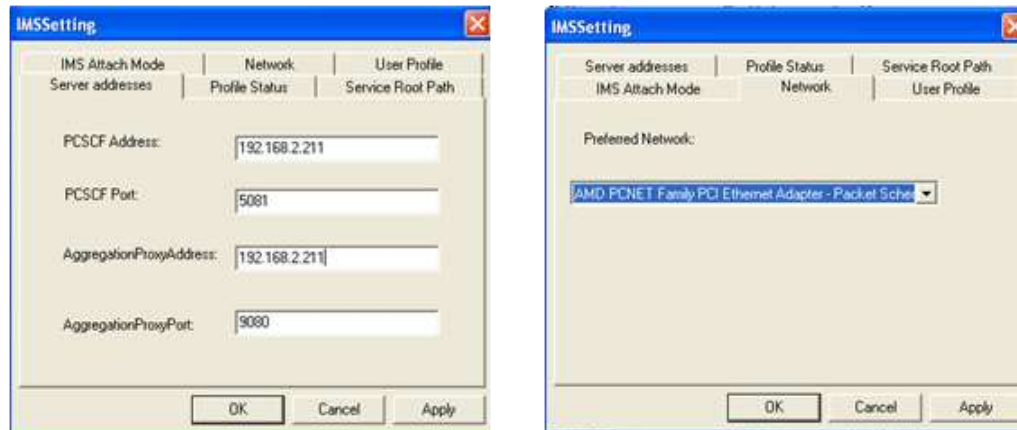 IMSSetting
IMS Attach Mode Network User Profile
Server addresses Profile Status Service Root Path
PCSCF Address: 192.168.2.211
PCSCF Port: 5081
AggregationProxyAddress: 192.168.2.211
AggregationProxyPort: 9080
OK Cancel Apply
IMSSetting
Server addresses Profile Status Service Root Path
IMS Attach Mode Network User Profile
Preferred Network:
AMD PCNET Family PCI Ethernet Adapter - Packet Sche
OK Cancel Apply